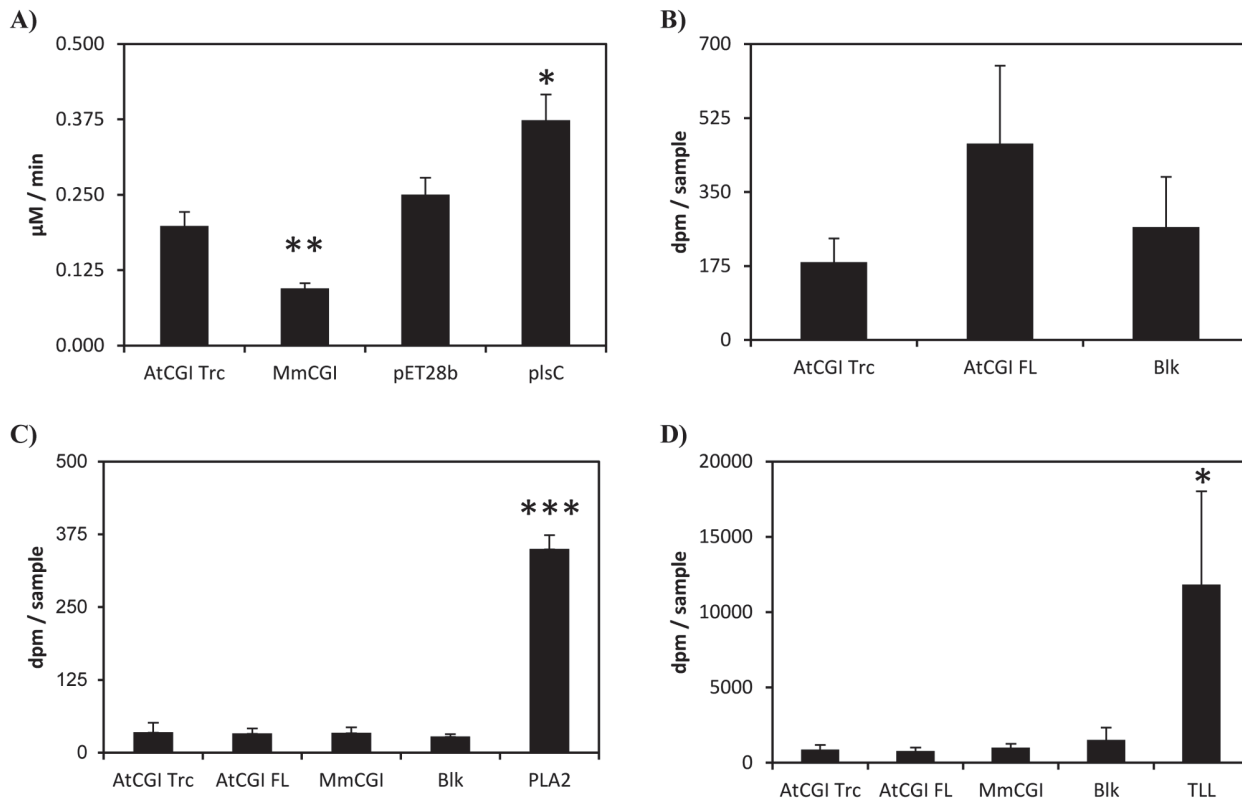 A)
0.500
0.375
0.250
0.125
0.000
µM / min
*
**
AtCGI Trc MmCGI pET28b plsC
B)
700
525
350
175
0
dpm / sample
AtCGI Trc AtCGI FL Blk
C)
500
375
250
125
0
dpm / sample
***
AtCGI Trc AtCGI FL MmCGI Blk PLA2
D)
20000
15000
10000
5000
0
dpm / sample
*
AtCGI Trc AtCGI FL MmCGI Blk TLL